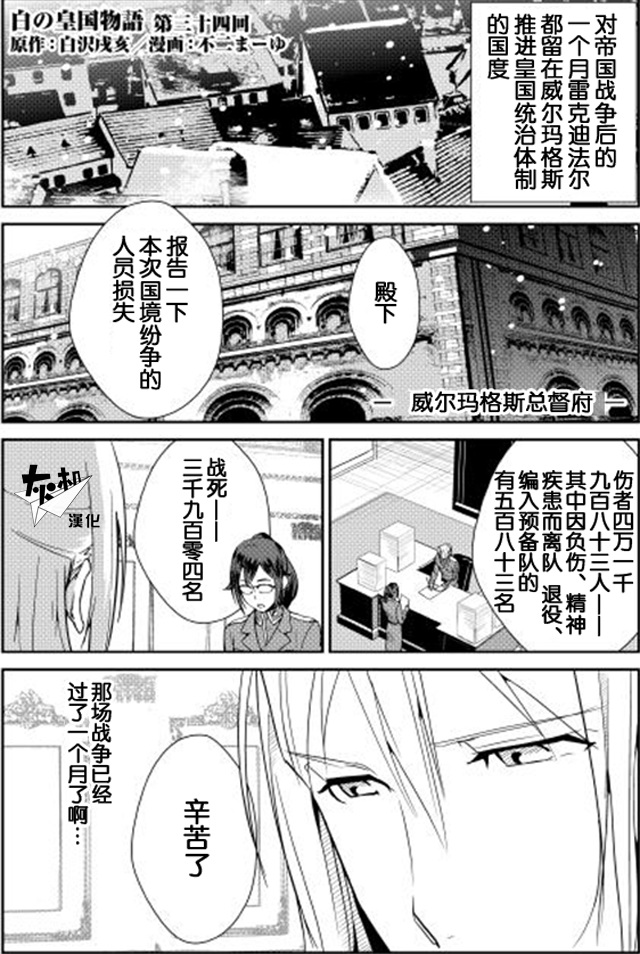 白の皇国物語 第三十四回
原作：白沢戌亥／漫画：不二まーゆ
对帝国战争后的
一个月雷克迪法尔
都留在威尔玛格斯
推进皇国统治体制
的国度
殿下
报告一下
本次国境纷争的
人员损失
— 威尔玛格斯总督府 —
伤者四万一千
九百八十三人——
其中因负伤、精神
疾患而离队、退役、
编入预备队的
有五百八十三名
战死——
三千九百零四名
灰机
漢化
辛苦了
那场战争已经
过了一个月了啊…